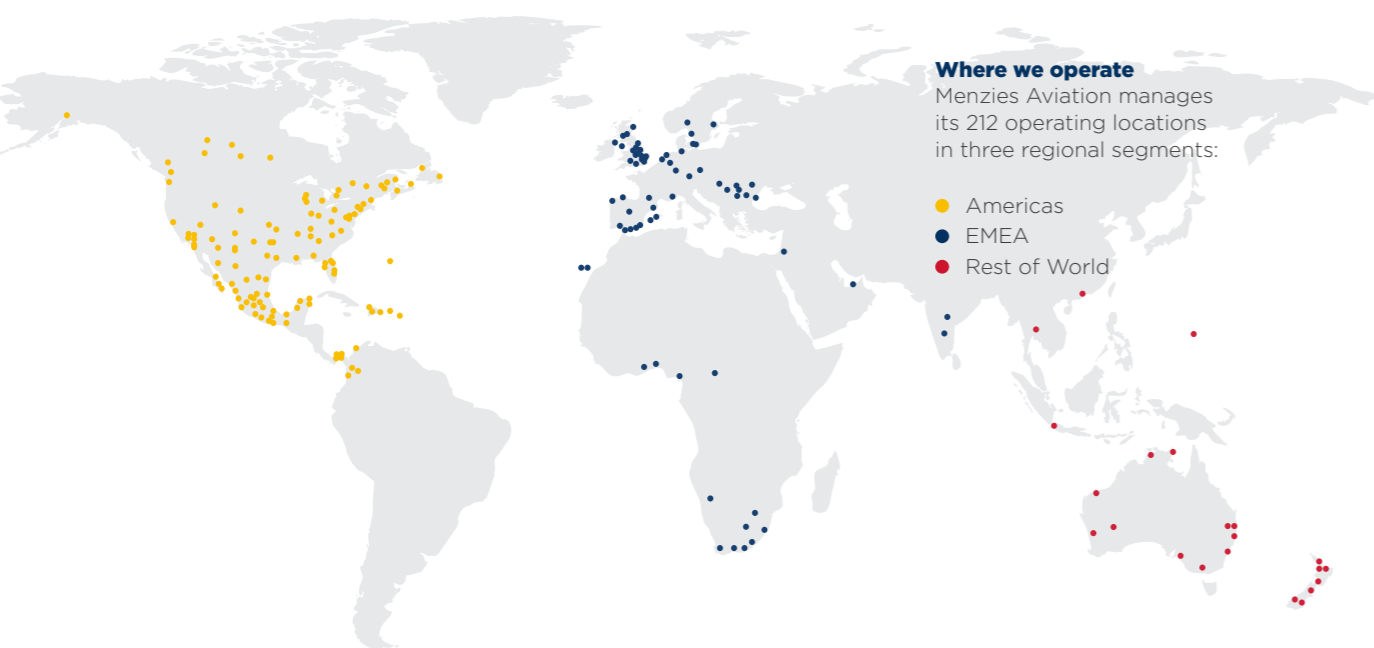 Where we operate
Menzies Aviation manages
its 212 operating locations
in three regional segments:
Americas
EMEA
Rest of World